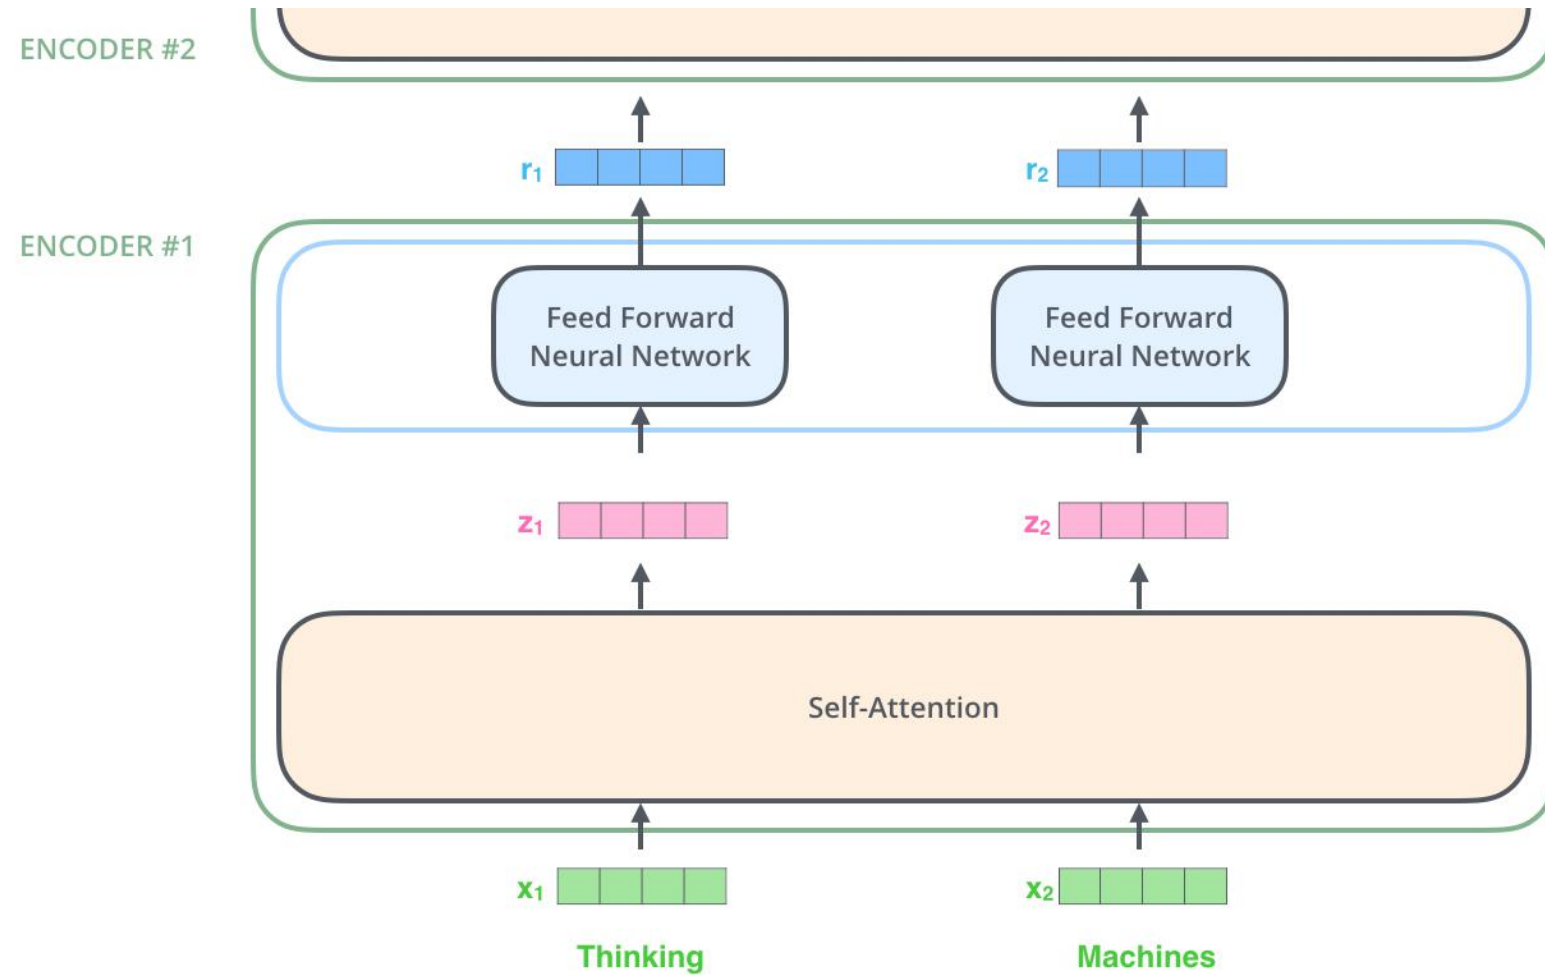 ENCODER #2
r1
r2
ENCODER #1
Feed Forward
Neural Network
Feed Forward
Neural Network
z1
z2
Self-Attention
x1
x2
Thinking
Machines